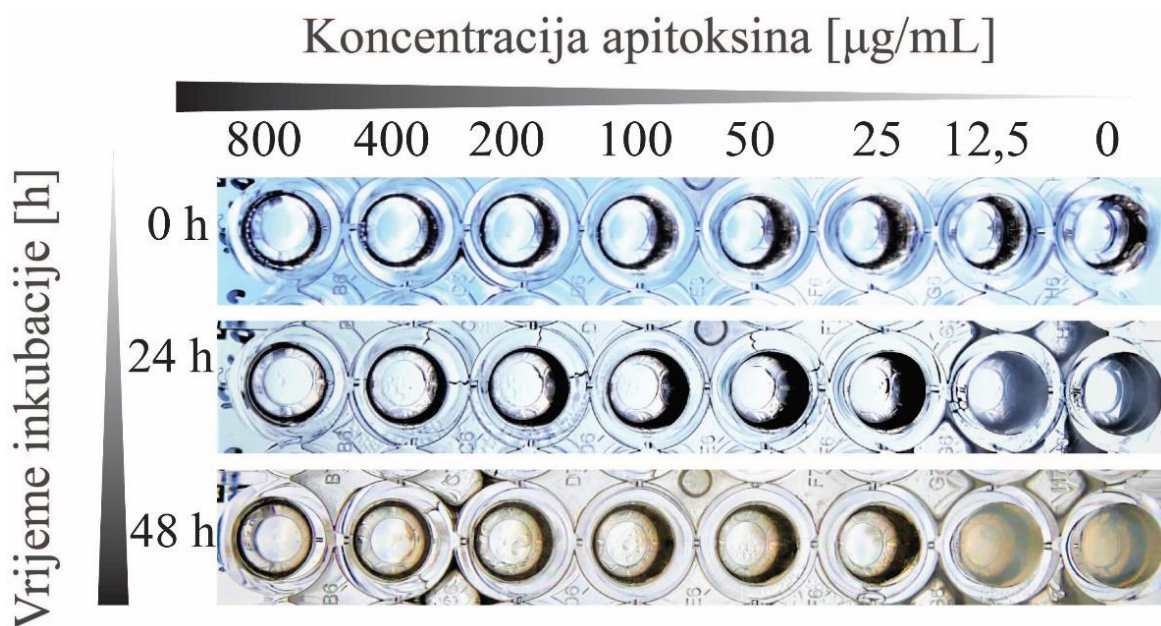 Koncentracija apitoksina [μg/mL]
800 400 200 100 50 25 12,5 0
Vrijeme inkubacije [h]
0 h
24 h
48 h